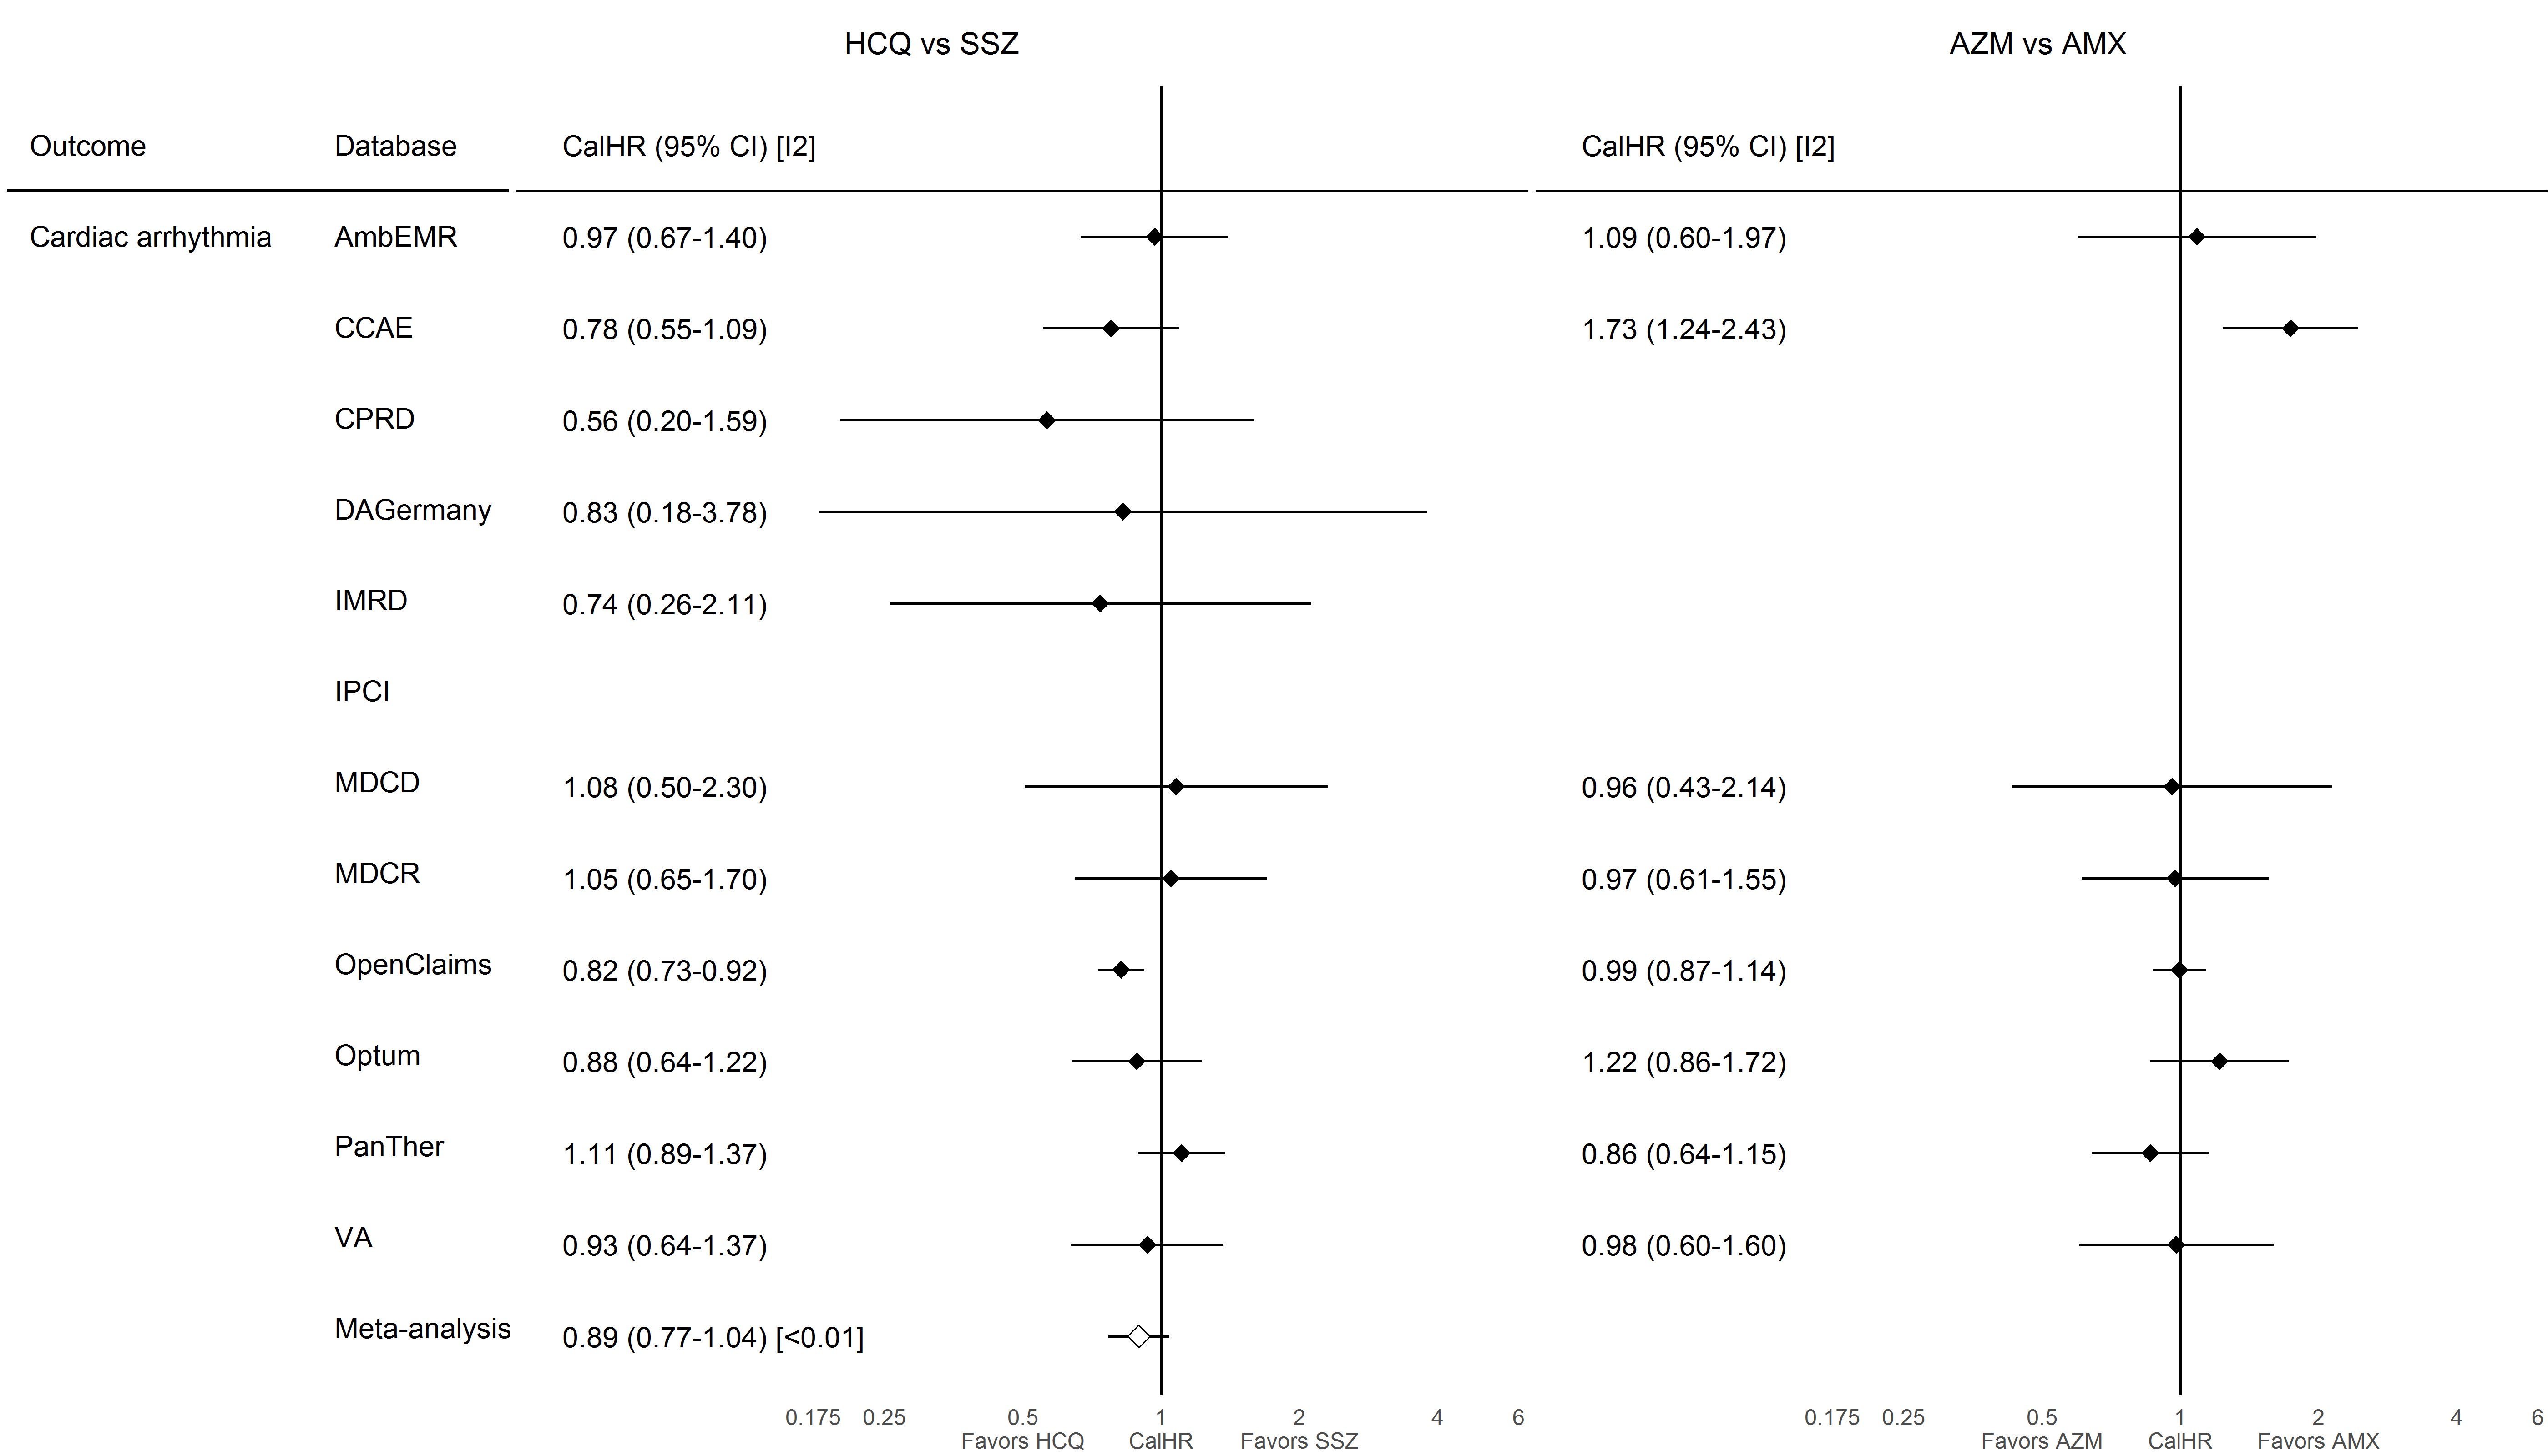 HCQ vs SSZ AZM vs AMX
Outcome Database CalHR (95% CI) [I2] CalHR (95% CI) [I2]
Cardiac arrhythmia AmbEMR 0.97 (0.67-1.40) 1.09 (0.60-1.97)
CCAE 0.78 (0.55-1.09) 1.73 (1.24-2.43)
CPRD 0.56 (0.20-1.59)
DAGermany 0.83 (0.18-3.78)
IMRD 0.74 (0.26-2.11)
IPCI
MDCD 1.08 (0.50-2.30) 0.96 (0.43-2.14)
MDCR 1.05 (0.65-1.70) 0.97 (0.61-1.55)
OpenClaims 0.82 (0.73-0.92) 0.99 (0.87-1.14)
Optum 0.88 (0.64-1.22) 1.22 (0.86-1.72)
PanTher 1.11 (0.89-1.37) 0.86 (0.64-1.15)
VA 0.93 (0.64-1.37) 0.98 (0.60-1.60)
Meta-analysis 0.89 (0.77-1.04) [<0.01]
0.175 0.25 0.5 1 2 4 6 0.175 0.25 0.5 1 2 4 6
Favors HCQ CalHR Favors SSZ Favors AZM CalHR Favors AMX